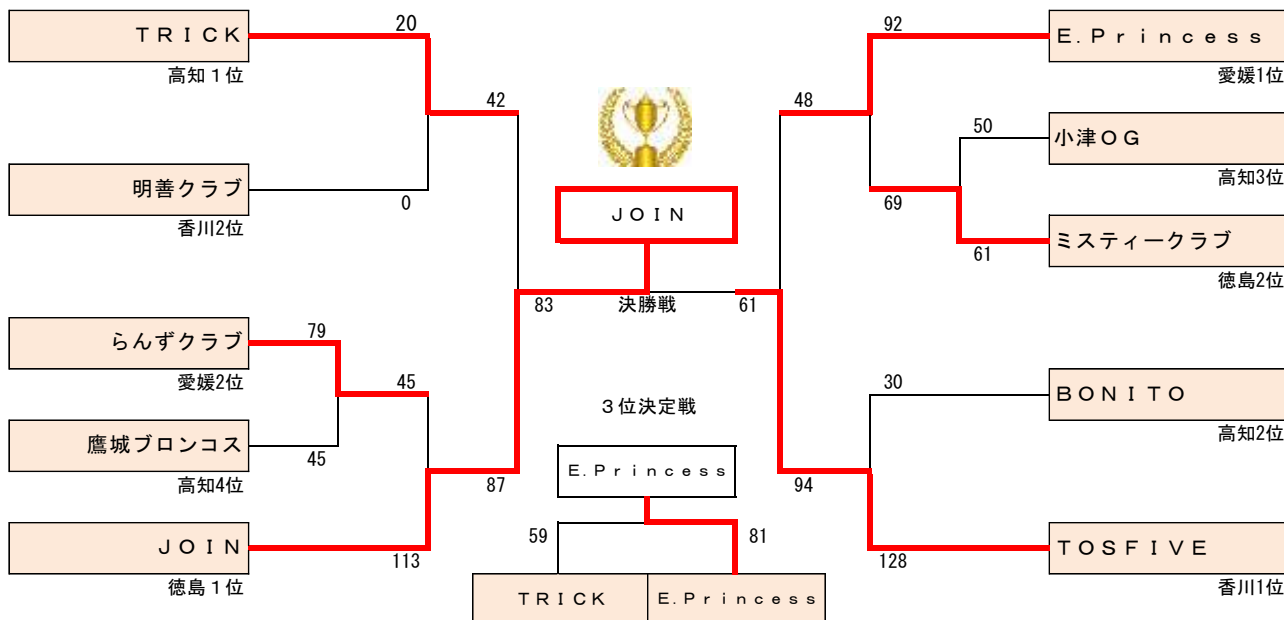 ＴＲＩＣＫ
高知１位
20
42
明善クラブ
香川2位
0
らんずクラブ
愛媛2位
79
45
鷹城ブロンコス
高知4位
45
ＪＯＩＮ
徳島１位
113
87
83
ＪＯＩＮ
決勝戦
61
３位決定戦
E.Ｐｒｉｎｃｅｓｓ
59
81
ＴＲＩＣＫ
E.Ｐｒｉｎｃｅｓｓ
92
48
E.Ｐｒｉｎｃｅｓｓ
愛媛1位
50
小津ＯＧ
高知3位
69
61
ミスティークラブ
徳島2位
30
ＢＯＮＩＴＯ
高知2位
94
128
ＴＯＳＦＩＶＥ
香川1位